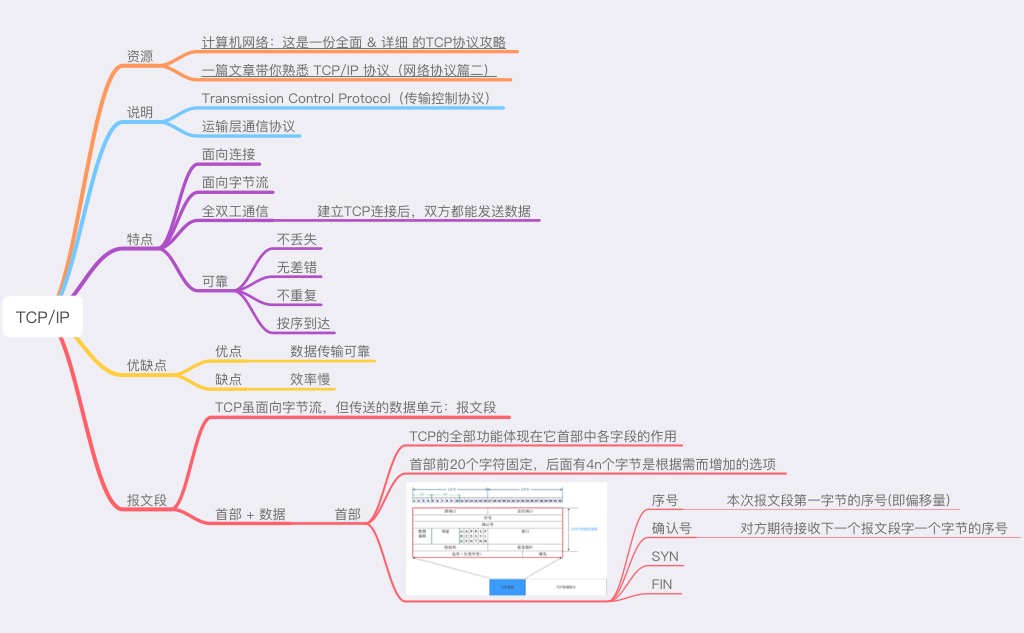 TCP/IP
资源
计算机网络：这是一份全面 & 详细 的TCP协议攻略
一篇文章带你熟悉 TCP/IP 协议（网络协议篇二）
说明
Transmission Control Protocol（传输控制协议）
运输层通信协议
特点
面向连接
面向字节流
全双工通信
建立TCP连接后，双方都能发送数据
可靠
不丢失
无差错
不重复
按序到达
优缺点
优点
数据传输可靠
缺点
效率慢
报文段
TCP虽面向字节流，但传送的数据单元：报文段
首部 + 数据
首部
TCP的全部功能体现在它首部中各字段的作用
首部前20个字符固定，后面有4n个字节是根据需而增加的选项
序号
本次报文段第一字节的序号(即偏移量)
确认号
对方期待接收下一个报文段字一个字节的序号
SYN
FIN